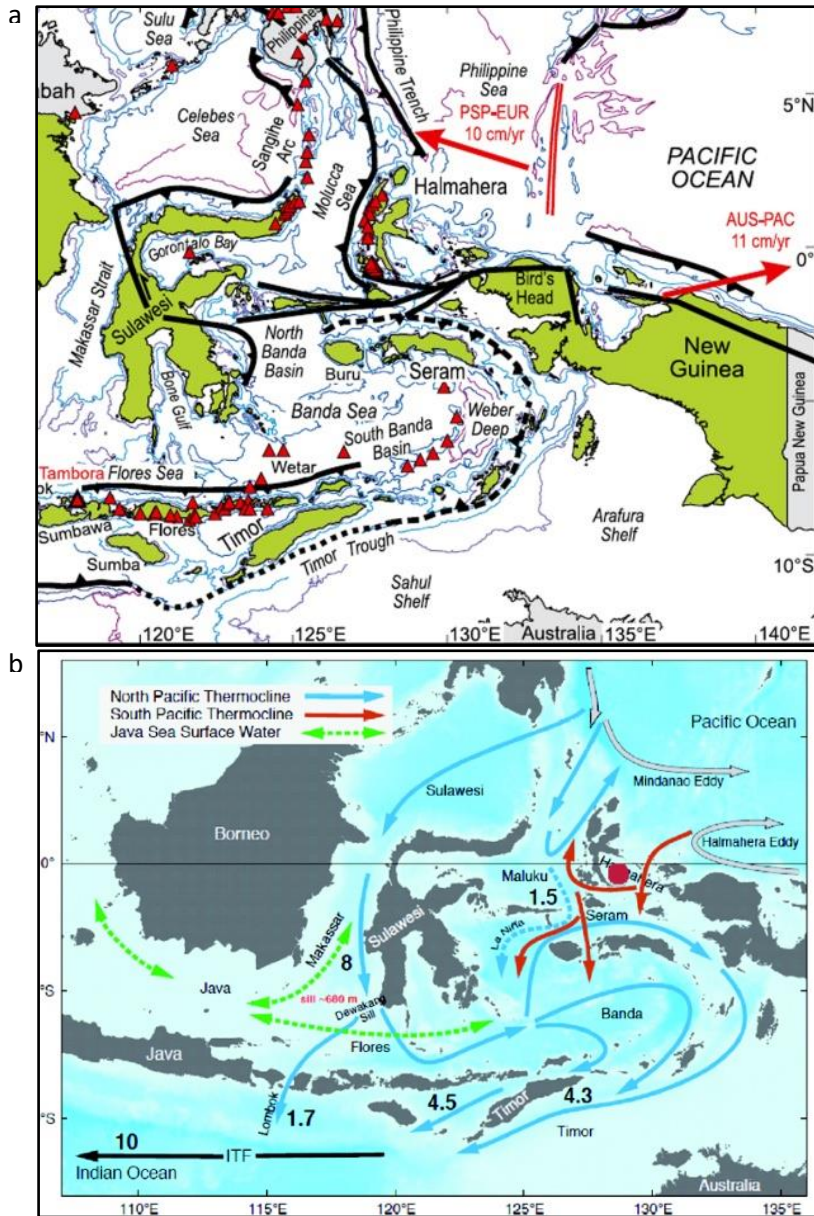 a
Sulu
Sea
Philippines
Philippine Trench
Philippine
Sea
abah
5°N
PSP-EUR
10 cm/yr
Celebes
Sea
Sangihe
Arc
PACIFIC
OCEAN
Molucca
Sea
Halmahera
AUS-PAC
11 cm/yr
Gorontalo Bay
0°
Makassar Strait
Bird's
Head
Sulawesi
North
Banda
Basin
New
Guinea
Buru
Seram
Bone Gulf
Banda Sea
Weber
Deep
South Banda
Basin
Papua New Guinea
Tambora
Flores Sea
Wetar
ok
Sumbawa
Flores
Timor
Arafura
Shelf
Sumba
Timor Trough
10°S
Sahul
Shelf
120°E
125°E
130°E
Australia
135°E
140°E
b
North Pacific Thermocline
South Pacific Thermocline
Java Sea Surface Water
Pacific Ocean
°N
Sulawesi
Mindanao Eddy
Borneo
Halmahera Eddy
0°
Maluku
1.5
Seram
Makassar
Sulawesi
La Niña
8
°S
Java
sill ~680 m
Dewakang
Sill
Banda
Flores
Java
Lombok
1.7
4.5
Timor
4.3
Timor
°S
10
ITF
Indian Ocean
Australia
110°E
115°E
120°E
125°E
130°E
135°E